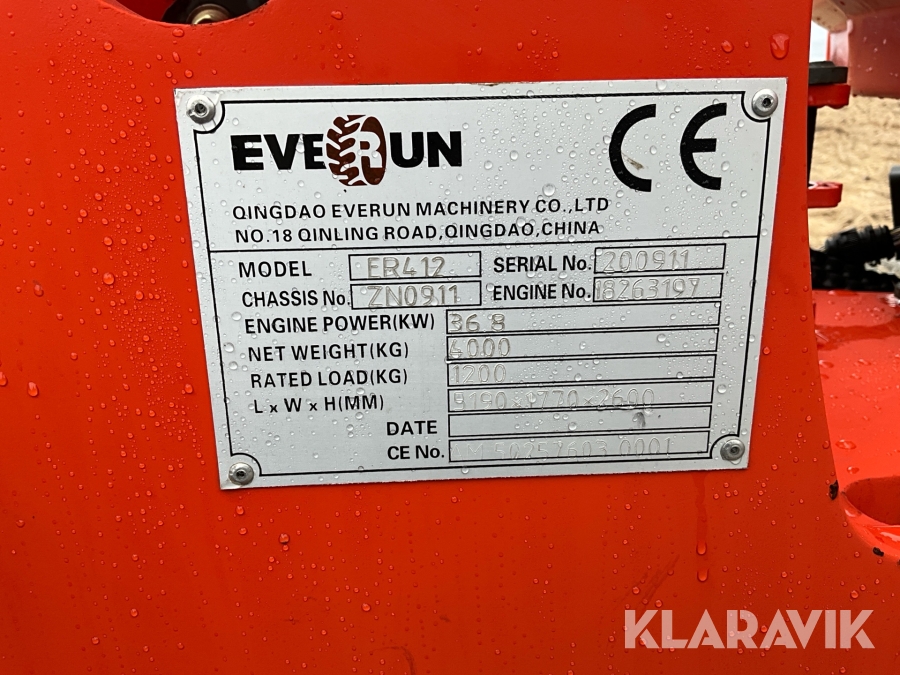 EVERUN CE
QINGDAO EVERUN MACHINERY CO.,LTD
NO.18 QINLING ROAD,QINGDAO,CHINA
MODEL ER412 SERIAL No. 200911
CHASSIS No. ZN0911 ENGINE No. 18263197
ENGINE POWER(KW) 36.8
NET WEIGHT(KG) 4000
RATED LOAD(KG) 1200
L x W x H(MM)
DATE
CE No. 50257603 0001
KLARAVIK